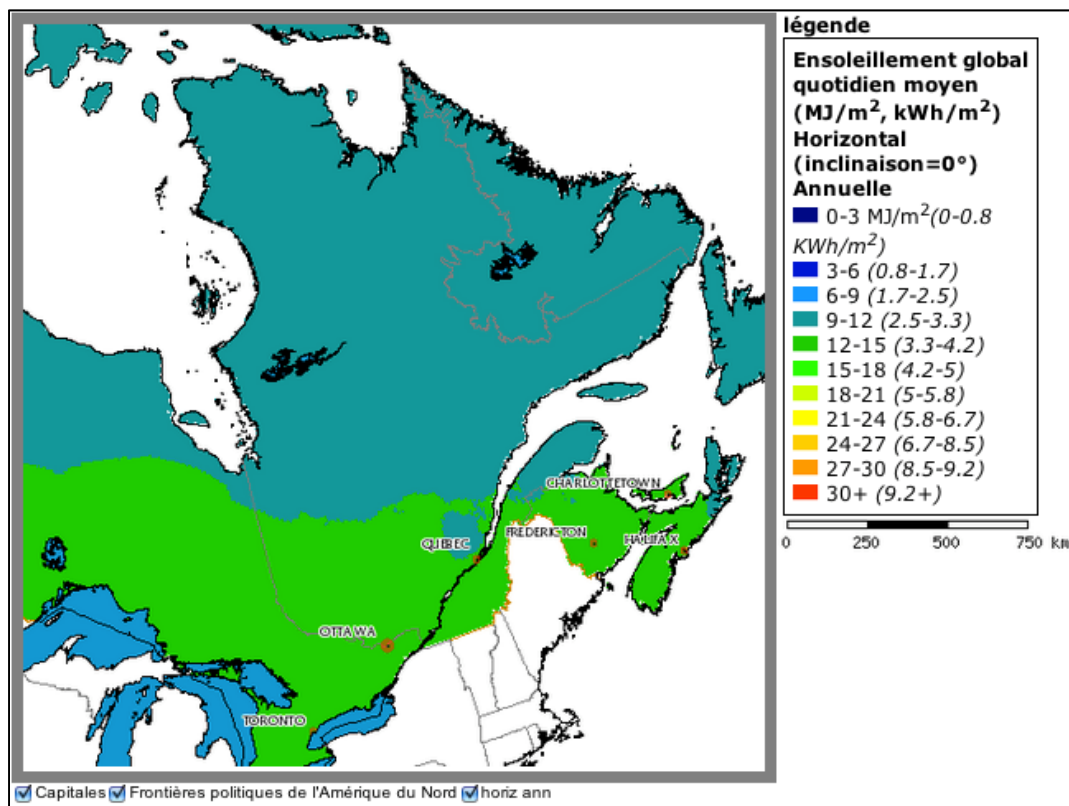 légende
Ensoleillement global
quotidien moyen
(MJ/m², kWh/m²)
Horizontal
(inclinaison=0°)
Annuelle
0-3 MJ/m²(0-0.8
KWh/m²)
3-6 (0.8-1.7)
6-9 (1.7-2.5)
9-12 (2.5-3.3)
12-15 (3.3-4.2)
15-18 (4.2-5)
18-21 (5-5.8)
21-24 (5.8-6.7)
24-27 (6.7-8.5)
27-30 (8.5-9.2)
30+ (9.2+)
0 250 500 750 km
CHARLOTTETOWN
QUEBEC FREDERICTON HALIFAX
OTTAWA
TORONTO
Capitales Frontières politiques de l'Amérique du Nord horiz ann